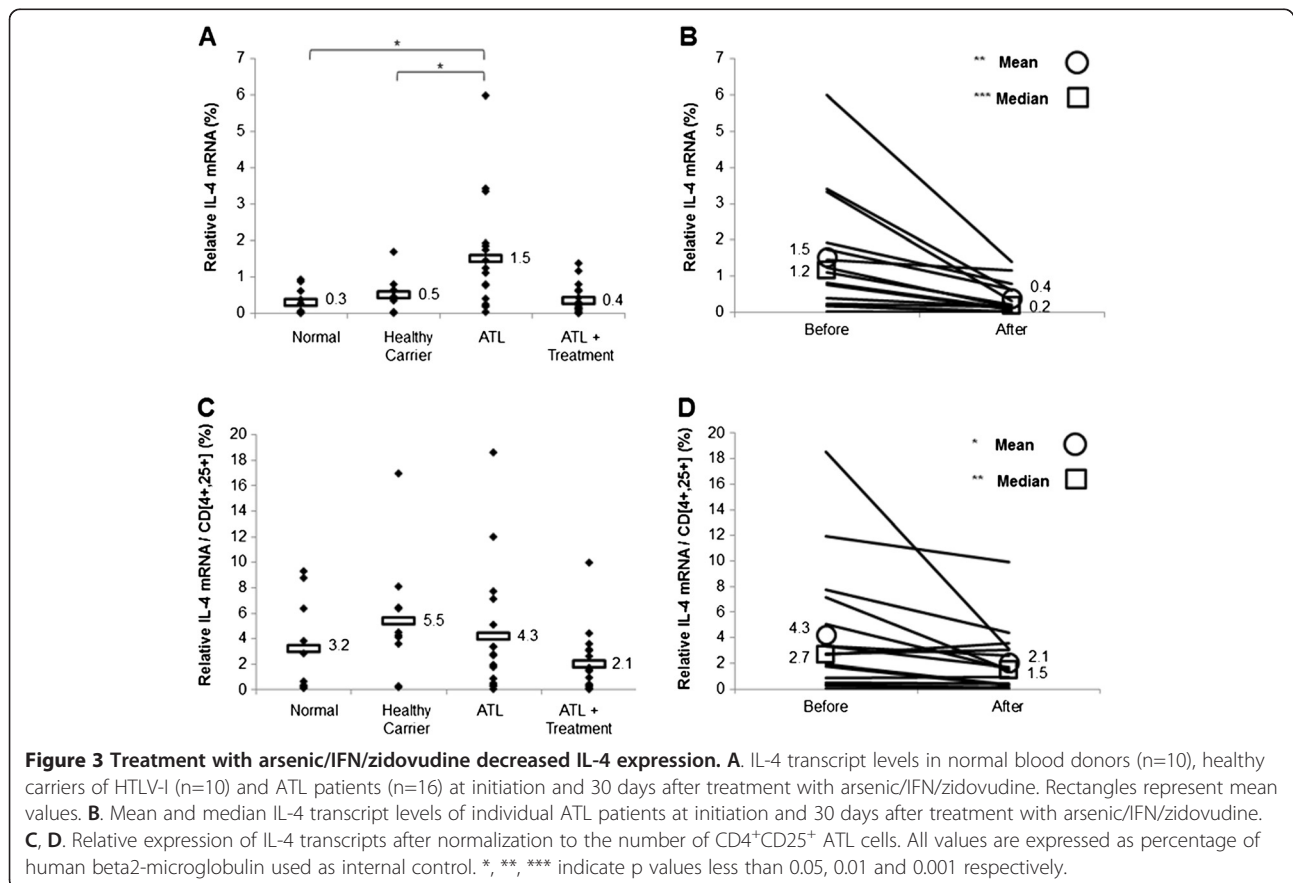 A
*
*
Relative IL-4 mRNA (%)
7
6
5
4
3
2
1
0
0.3
0.5
1.5
0.4
Normal
Healthy
Carrier
ATL
ATL +
Treatment
B
** Mean
*** Median
Relative IL-4 mRNA (%)
7
6
5
4
3
2
1
0
1.5
1.2
0.4
0.2
Before
After
C
Relative IL-4 mRNA / CD[4+,25+] (%)
20
18
16
14
12
10
8
6
4
2
0
3.2
5.5
4.3
2.1
Normal
Healthy
Carrier
ATL
ATL +
Treatment
D
* Mean
** Median
Relative IL-4 mRNA / CD[4+,25+] (%)
20
18
16
14
12
10
8
6
4
2
0
4.3
2.7
2.1
1.5
Before
After
Figure 3 Treatment with arsenic/IFN/zidovudine decreased IL-4 expression. A. IL-4 transcript levels in normal blood donors (n=10), healthy
carriers of HTLV-I (n=10) and ATL patients (n=16) at initiation and 30 days after treatment with arsenic/IFN/zidovudine. Rectangles represent mean
values. B. Mean and median IL-4 transcript levels of individual ATL patients at initiation and 30 days after treatment with arsenic/IFN/zidovudine.
C, D. Relative expression of IL-4 transcripts after normalization to the number of CD4⁺CD25⁺ ATL cells. All values are expressed as percentage of
human beta2-microglobulin used as internal control. *, **, *** indicate p values less than 0.05, 0.01 and 0.001 respectively.